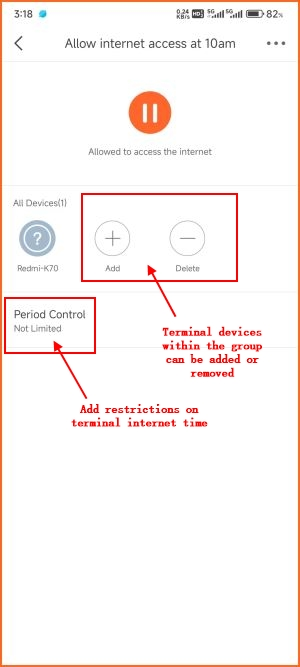 3:18 0.24 KB/s HD 5G 5G 82%
Allow internet access at 10am
Allowed to access the internet
All Devices(1)
?
Redmi-K70 Add Delete
Period Control
Not Limited
Terminal devices
within the group
can be added or
removed
Add restrictions on
terminal internet time